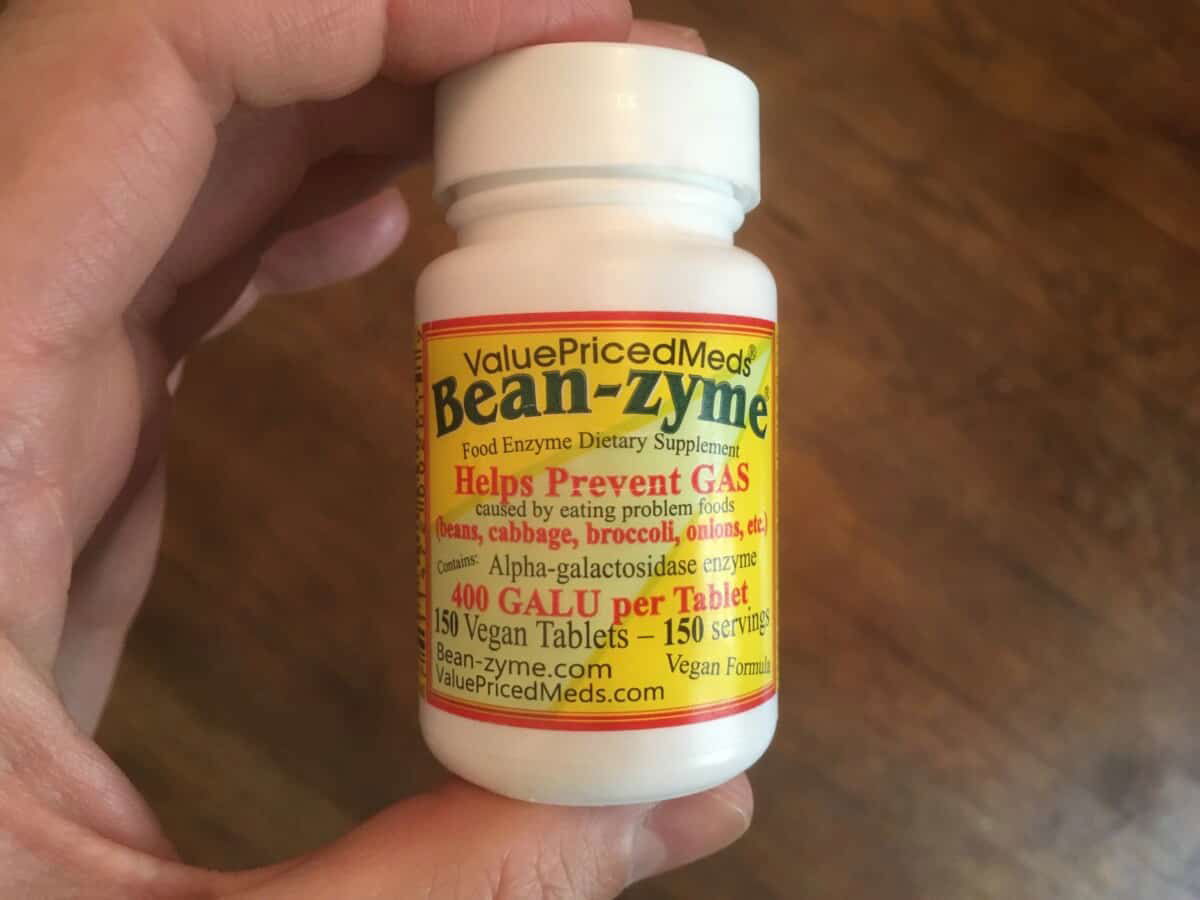 ValuePricedMeds®
Bean-zyme®
Food Enzyme Dietary Supplement
Helps Prevent GAS
caused by eating problem foods
(beans, cabbage, broccoli, onions, etc.)
Contains: Alpha-galactosidase enzyme
400 GALU per Tablet
150 Vegan Tablets – 150 servings
Bean-zyme.com Vegan Formula
ValuePricedMeds.com